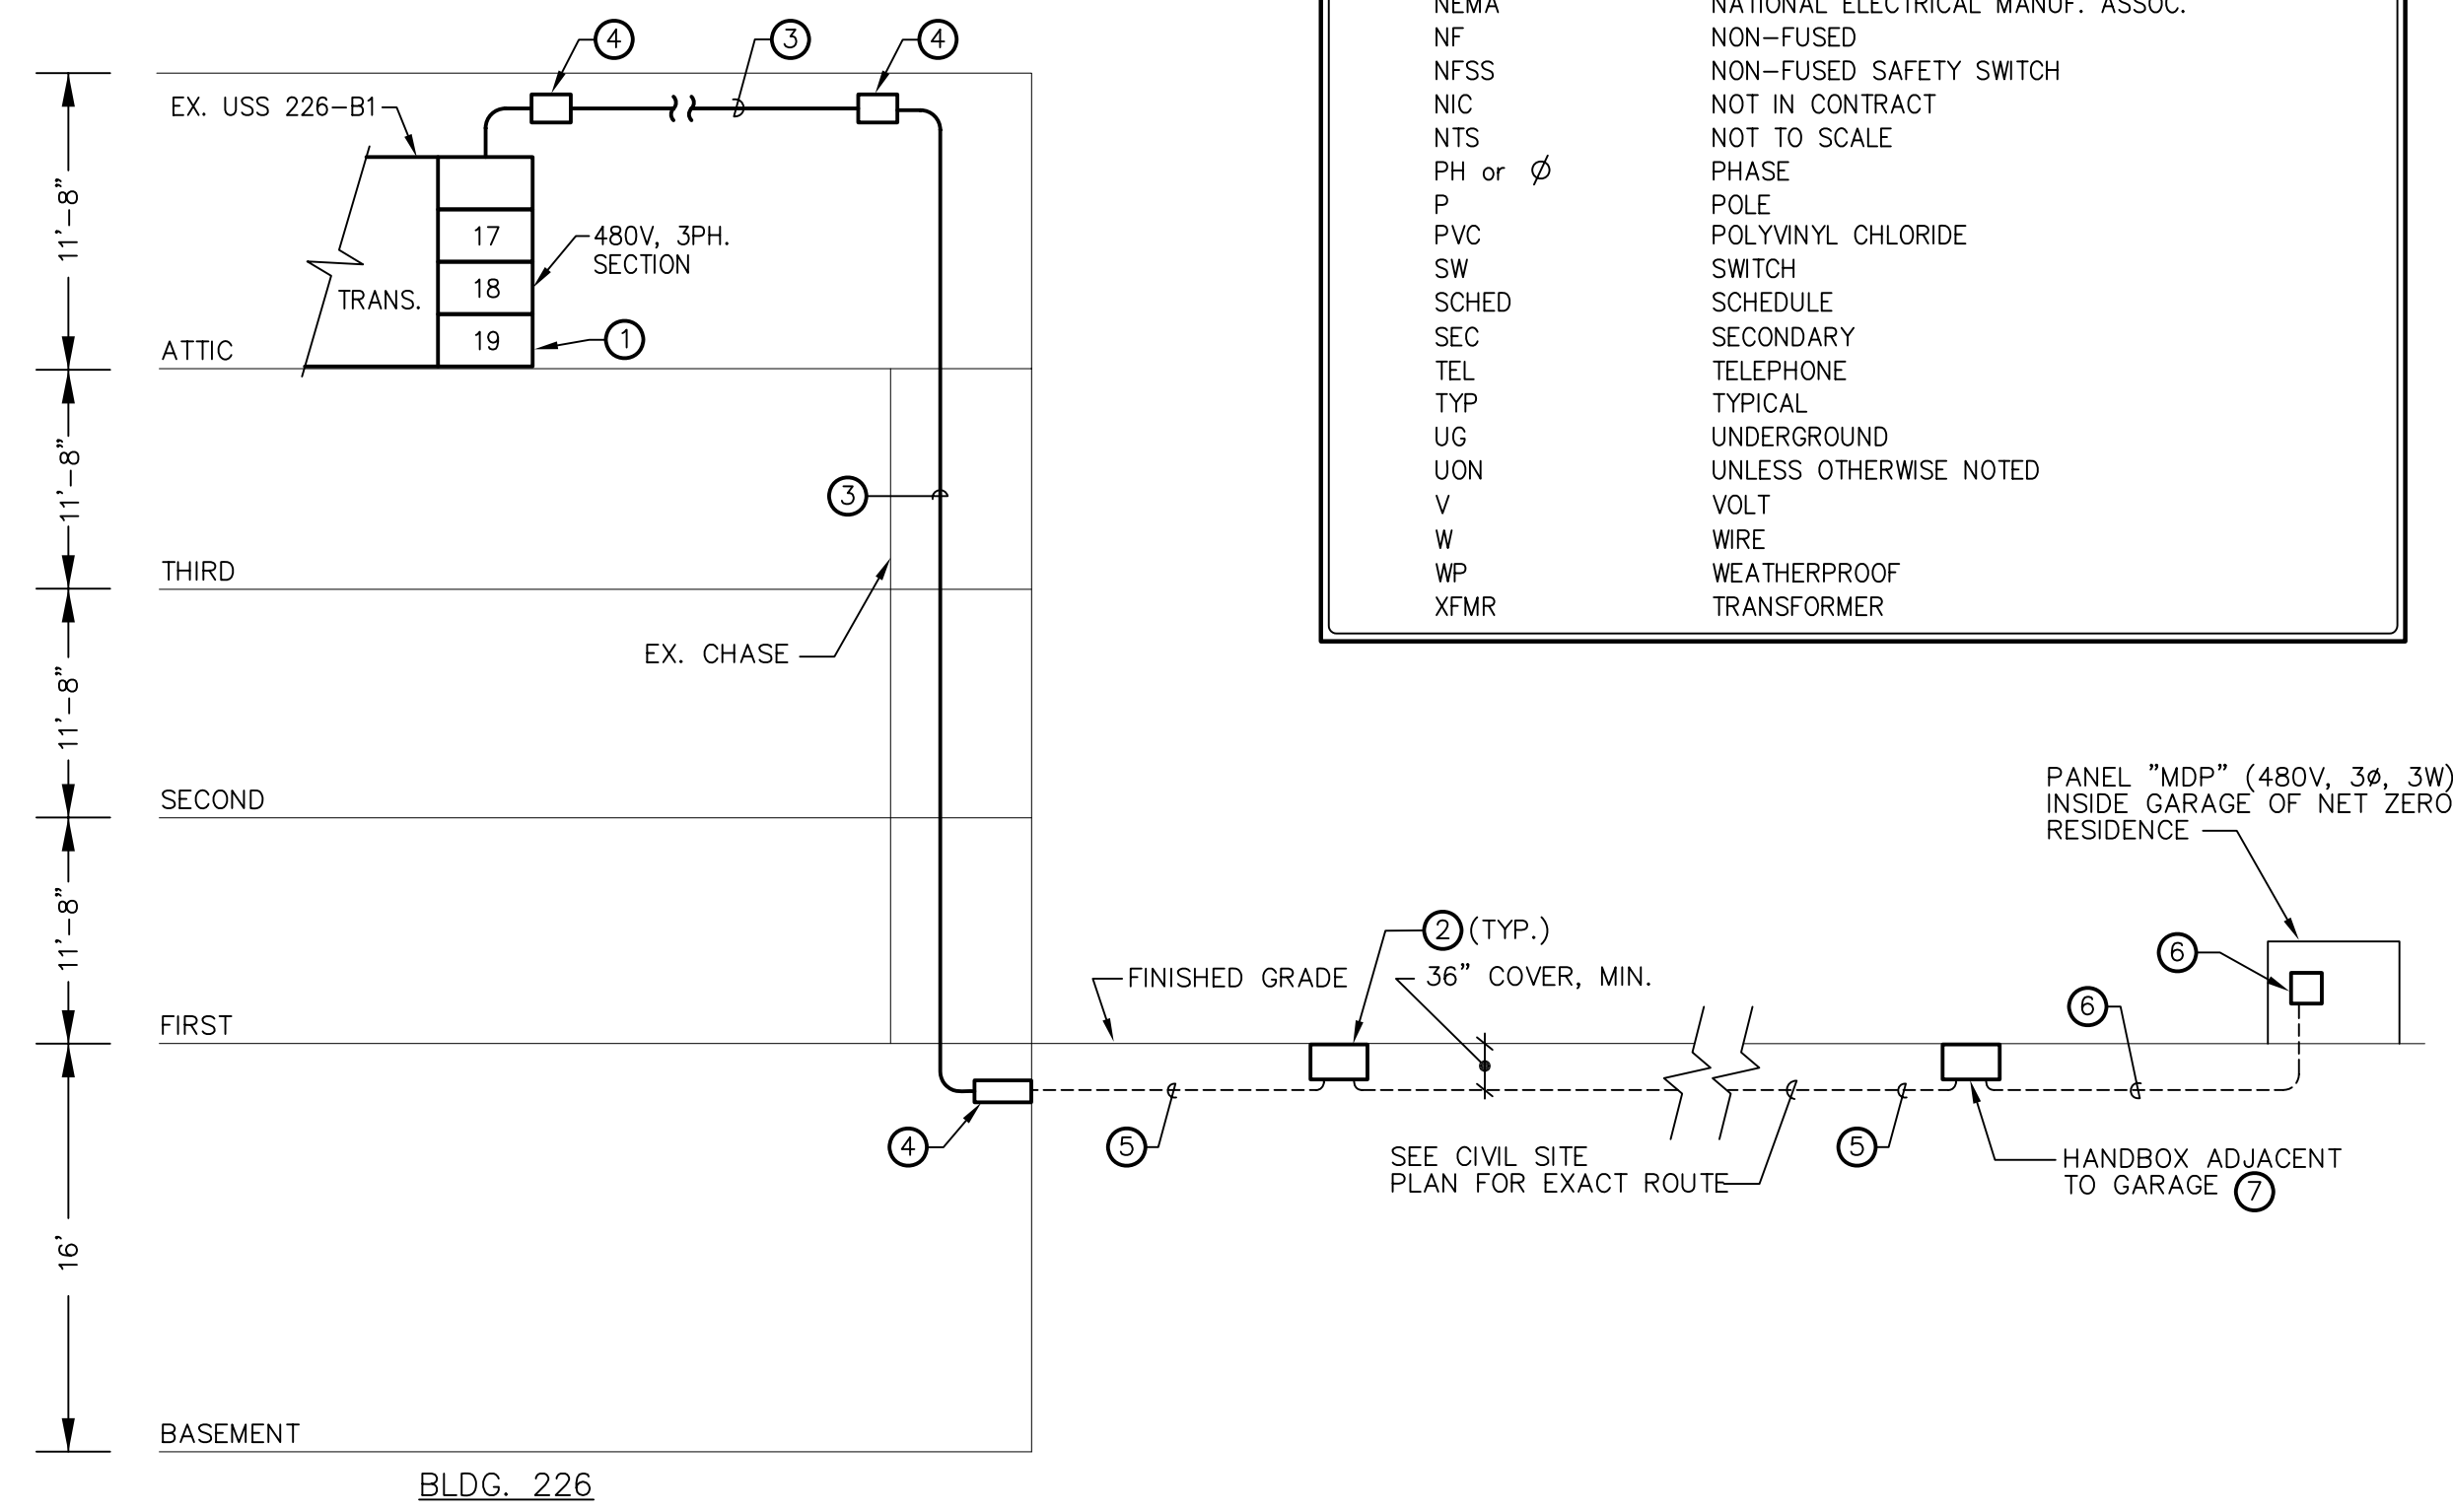 NEMA NATIONAL ELECTRICAL MANUF. ASSOC.
NF NON-FUSED
NFSS NON-FUSED SAFETY SWITCH
NIC NOT IN CONTRACT
NTS NOT TO SCALE
PH or Ø PHASE
P POLE
PVC POLYVINYL CHLORIDE
SW SWITCH
SCHED SCHEDULE
SEC SECONDARY
TEL TELEPHONE
TYP TYPICAL
UG UNDERGROUND
UON UNLESS OTHERWISE NOTED
V VOLT
W WIRE
WP WEATHERPROOF
XFMR TRANSFORMER
4
3
4
EX. USS 226-B1
11'-8"
17
18
19
480V, 3PH.
SECTION
TRANS.
1
ATTIC
11'-8"
3
THIRD
EX. CHASE
11'-8"
SECOND
11'-8"
FIRST
PANEL "MDP" (480V, 3ø, 3W)
INSIDE GARAGE OF NET ZERO
RESIDENCE
2 (TYP.)
FINISHED GRADE
36" COVER, MIN.
6
6
4
5
SEE CIVIL SITE
PLAN FOR EXACT ROUTE
5
HANDBOX ADJACENT
TO GARAGE 7
16'
BASEMENT
BLDG. 226